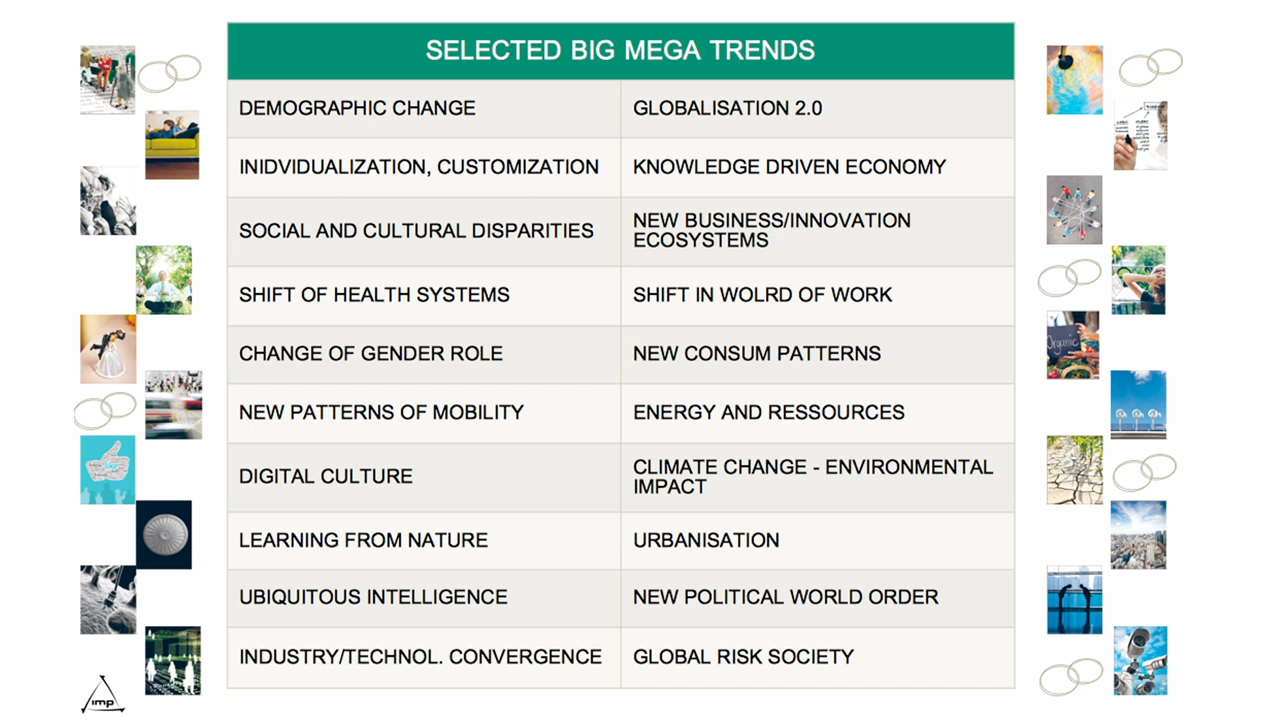 SELECTED BIG MEGA TRENDS
DEMOGRAPHIC CHANGE
GLOBALISATION 2.0
INIDVIDUALIZATION, CUSTOMIZATION
KNOWLEDGE DRIVEN ECONOMY
SOCIAL AND CULTURAL DISPARITIES
NEW BUSINESS/INNOVATION
ECOSYSTEMS
SHIFT OF HEALTH SYSTEMS
SHIFT IN WOLRD OF WORK
CHANGE OF GENDER ROLE
NEW CONSUM PATTERNS
NEW PATTERNS OF MOBILITY
ENERGY AND RESSOURCES
DIGITAL CULTURE
CLIMATE CHANGE - ENVIRONMENTAL
IMPACT
LEARNING FROM NATURE
URBANISATION
UBIQUITOUS INTELLIGENCE
NEW POLITICAL WORLD ORDER
INDUSTRY/TECHNOL. CONVERGENCE
GLOBAL RISK SOCIETY
Organic
like
imp